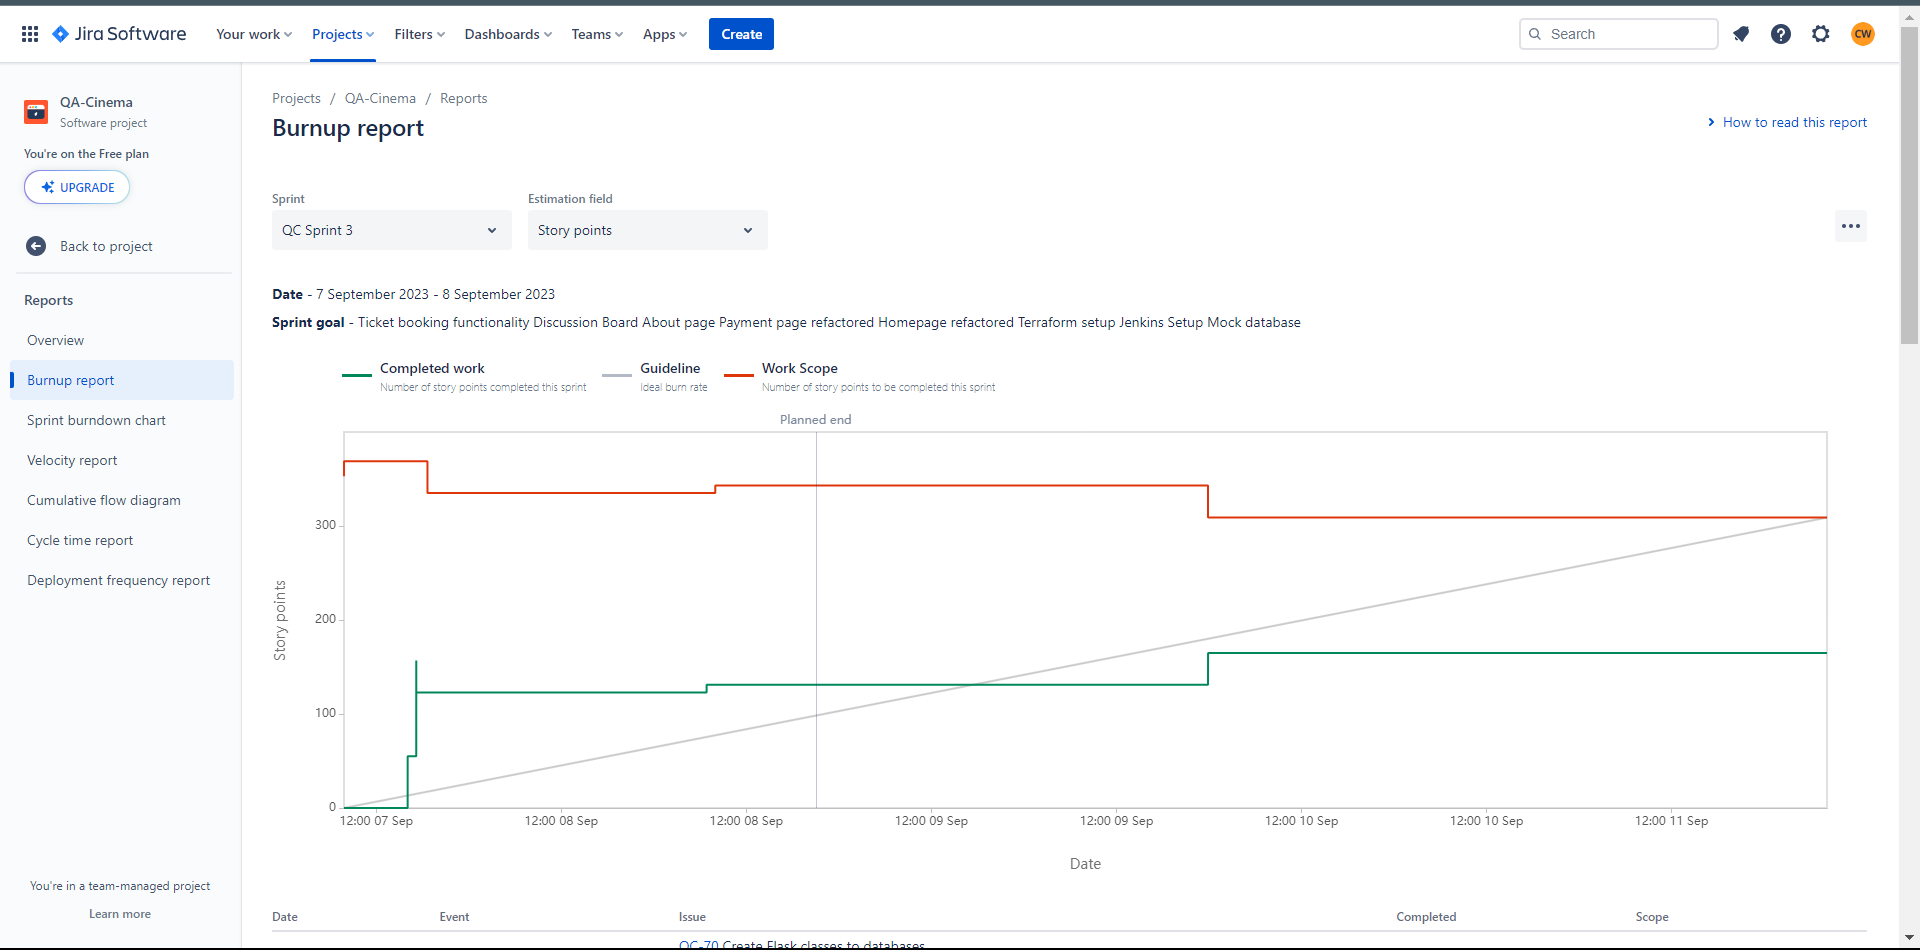 Jira Software
Your work
Projects
Filters
Dashboards
Teams
Apps
Create
Search
CW
QA-Cinema
Software project
You're on the Free plan
UPGRADE
Back to project
Reports
Overview
Burnup report
Sprint burndown chart
Velocity report
Cumulative flow diagram
Cycle time report
Deployment frequency report
You're in a team-managed project
Learn more
Projects / QA-Cinema / Reports
Burnup report
How to read this report
Sprint
Estimation field
QC Sprint 3
Story points
Date - 7 September 2023 - 8 September 2023
Sprint goal - Ticket booking functionality Discussion Board About page Payment page refactored Homepage refactored Terraform setup Jenkins Setup Mock database
Completed work
Number of story points completed this sprint
Guideline
Ideal burn rate
Work Scope
Number of story points to be completed this sprint
Planned end
300
200
100
0
Story points
12:00 07 Sep
12:00 08 Sep
12:00 08 Sep
12:00 09 Sep
12:00 09 Sep
12:00 10 Sep
12:00 10 Sep
12:00 11 Sep
Date
Date
Event
Issue
Completed
Scope
QC-70 Create Flask classes to databases